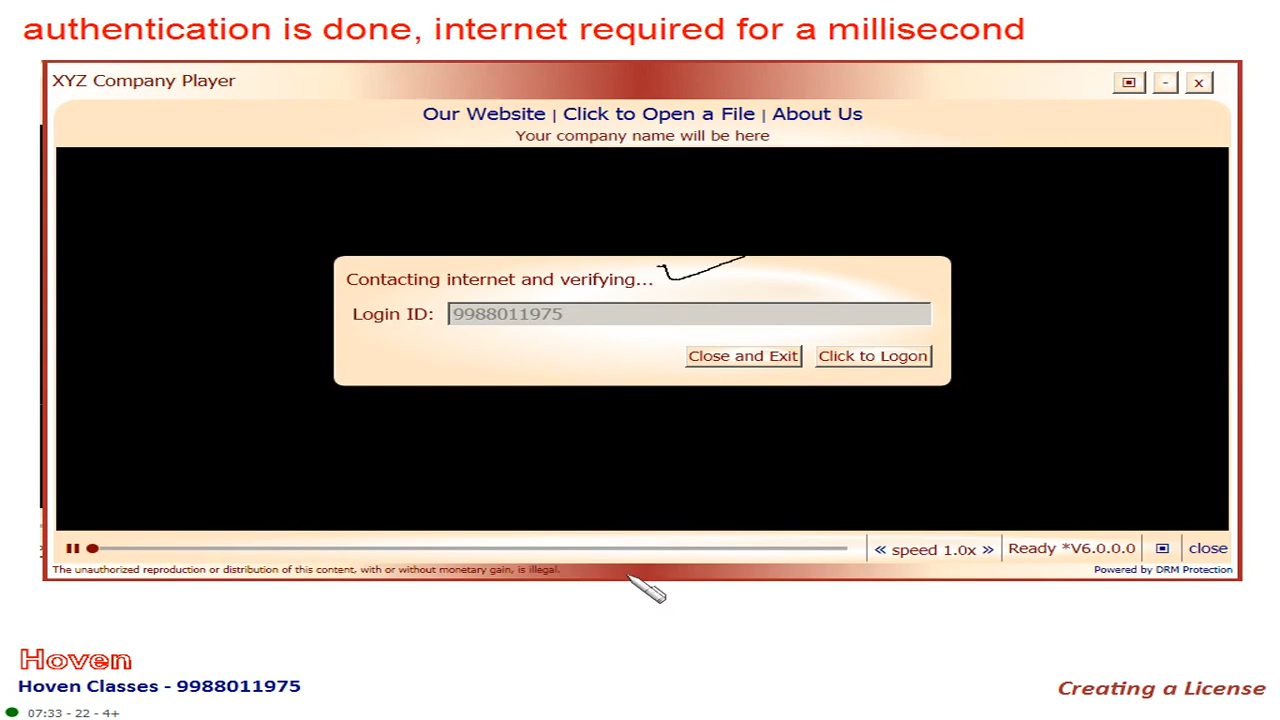 authentication is done, internet required for a millisecond
XYZ Company Player
- x
Our Website | Click to Open a File | About Us
Your company name will be here
Contacting internet and verifying...
Login ID: 9988011975
Close and Exit Click to Logon
« speed 1.0x » Ready *V6.0.0.0 close
The unauthorized reproduction or distribution of this content, with or without monetary gain, is illegal.
Powered by DRM Protection
Hoven
Hoven Classes - 9988011975
Creating a License
07:33 - 22 - 4+